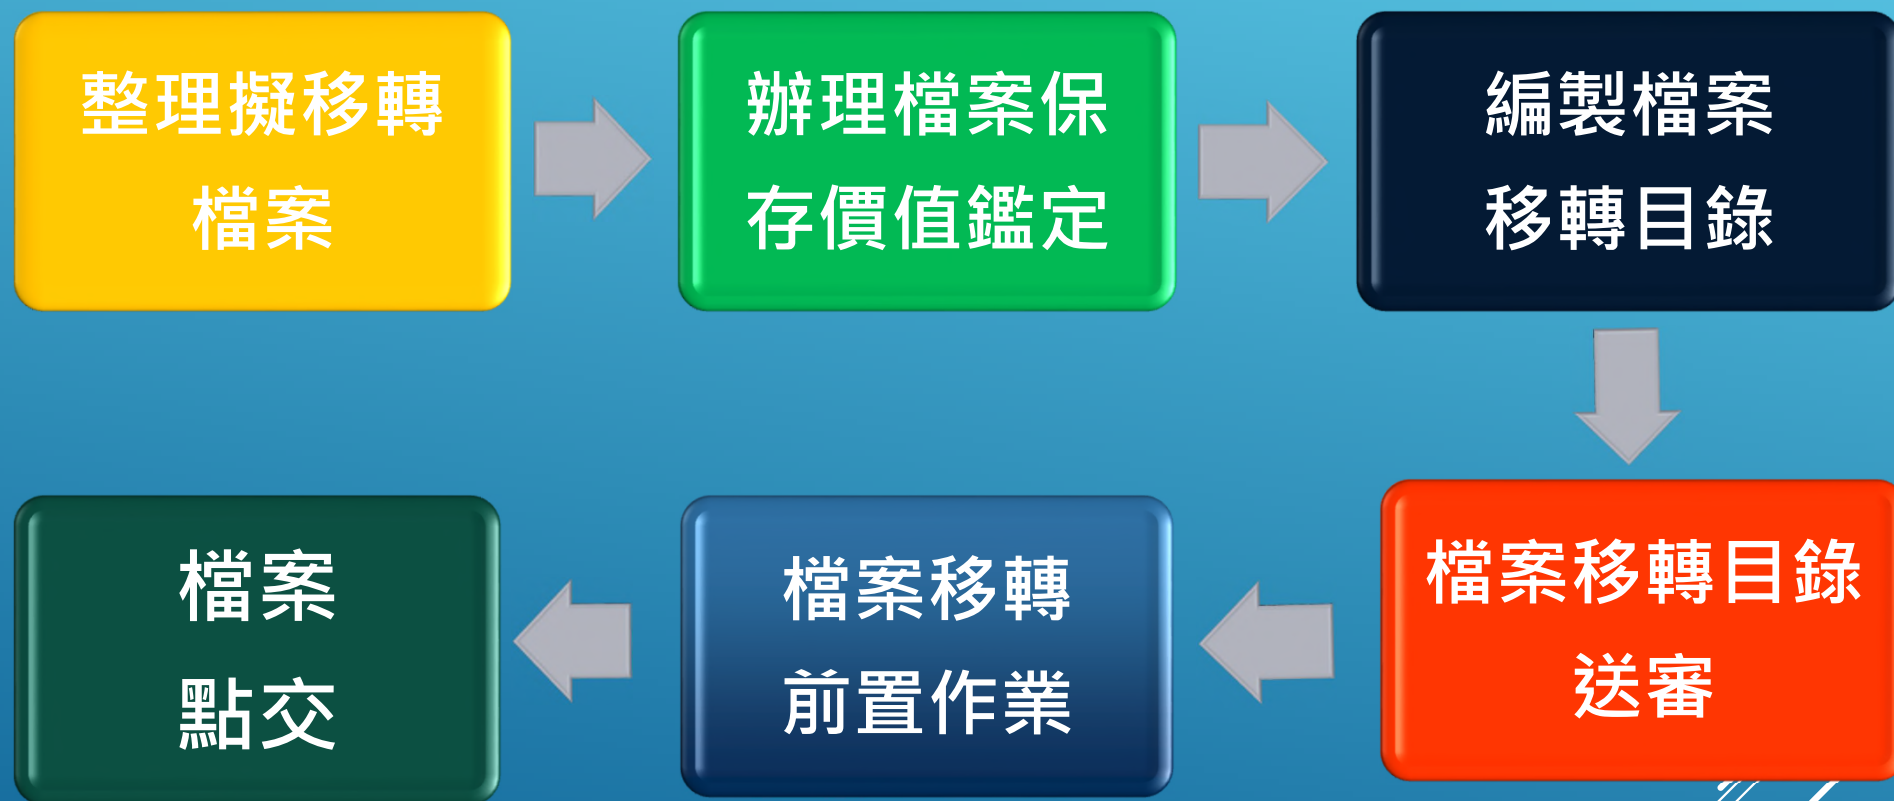 整理擬移轉
檔案
辦理檔案保
存價值鑑定
編製檔案
移轉目錄
檔案移轉目錄
送審
檔案移轉
前置作業
檔案
點交